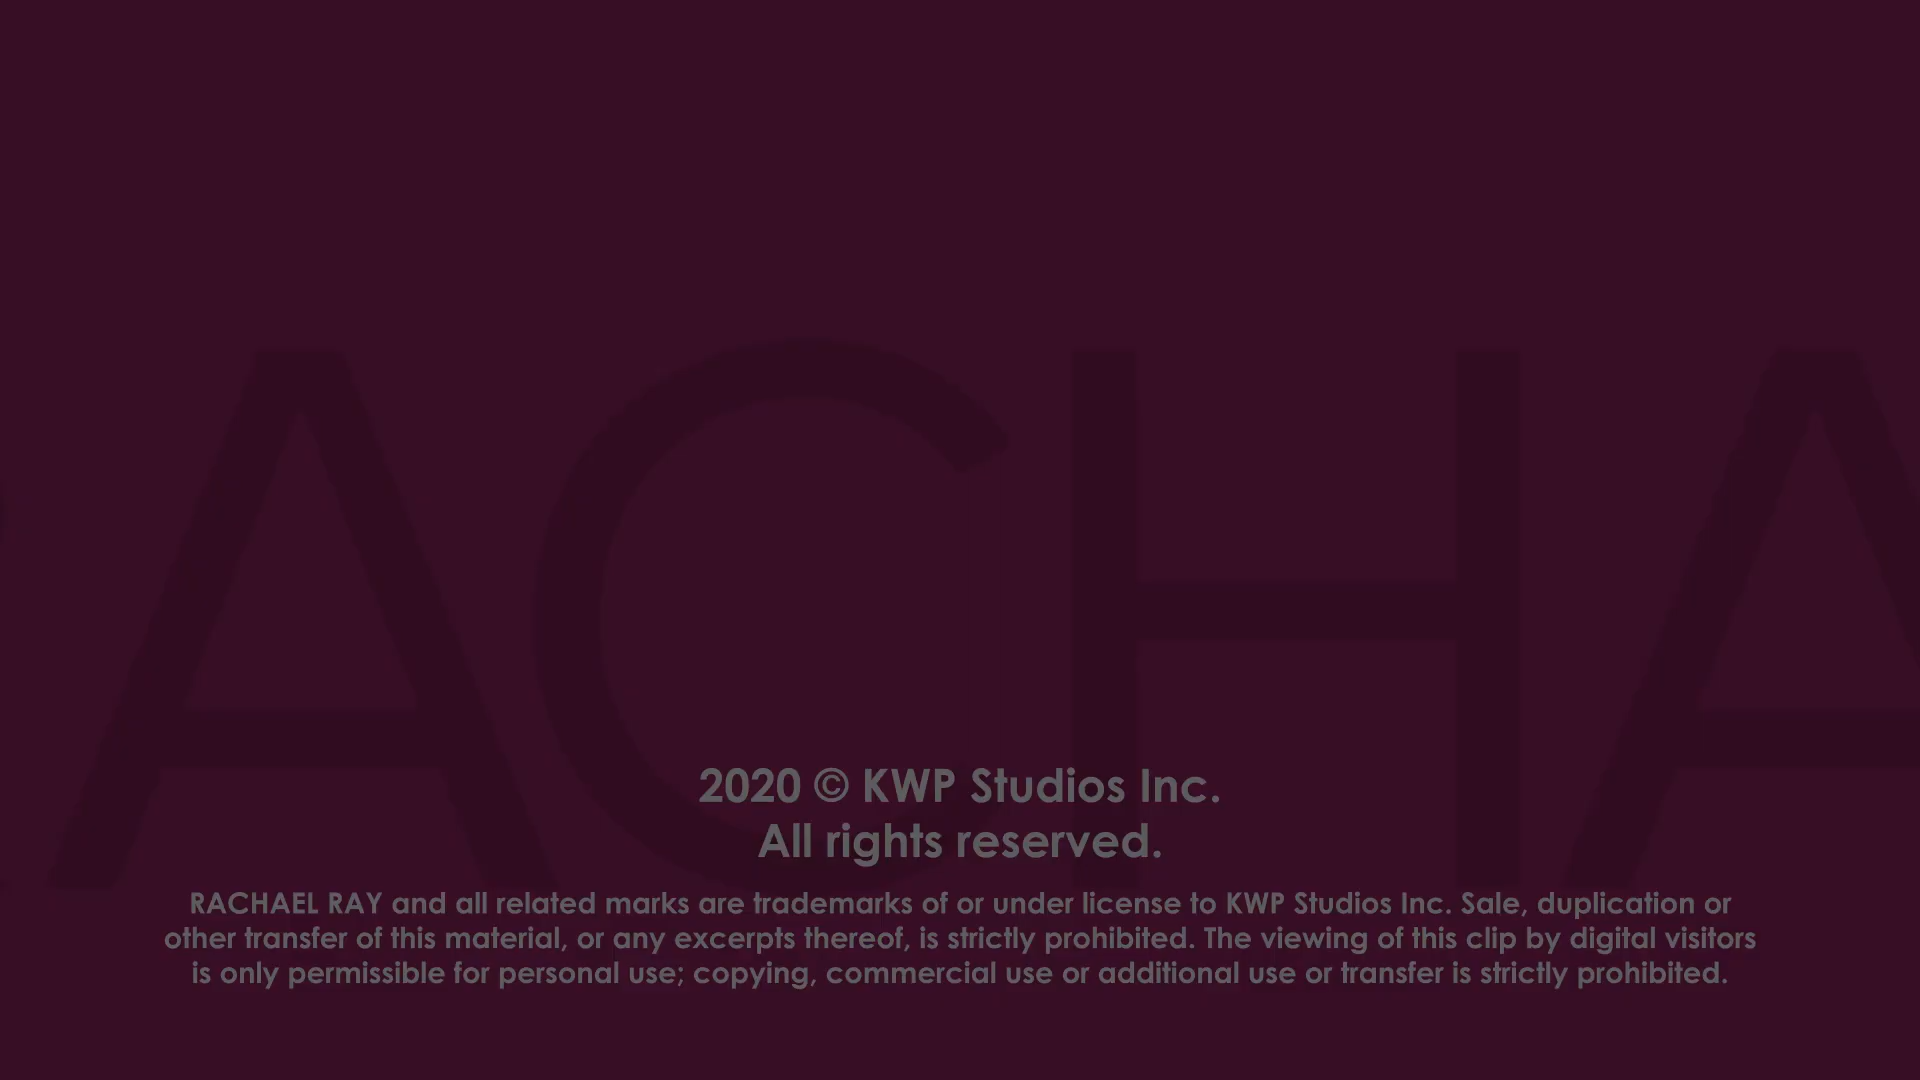 ACHA
2020 © KWP Studios Inc.
All rights reserved.
RACHAEL RAY and all related marks are trademarks of or under license to KWP Studios Inc. Sale, duplication or
other transfer of this material, or any excerpts thereof, is strictly prohibited. The viewing of this clip by digital visitors
is only permissible for personal use; copying, commercial use or additional use or transfer is strictly prohibited.